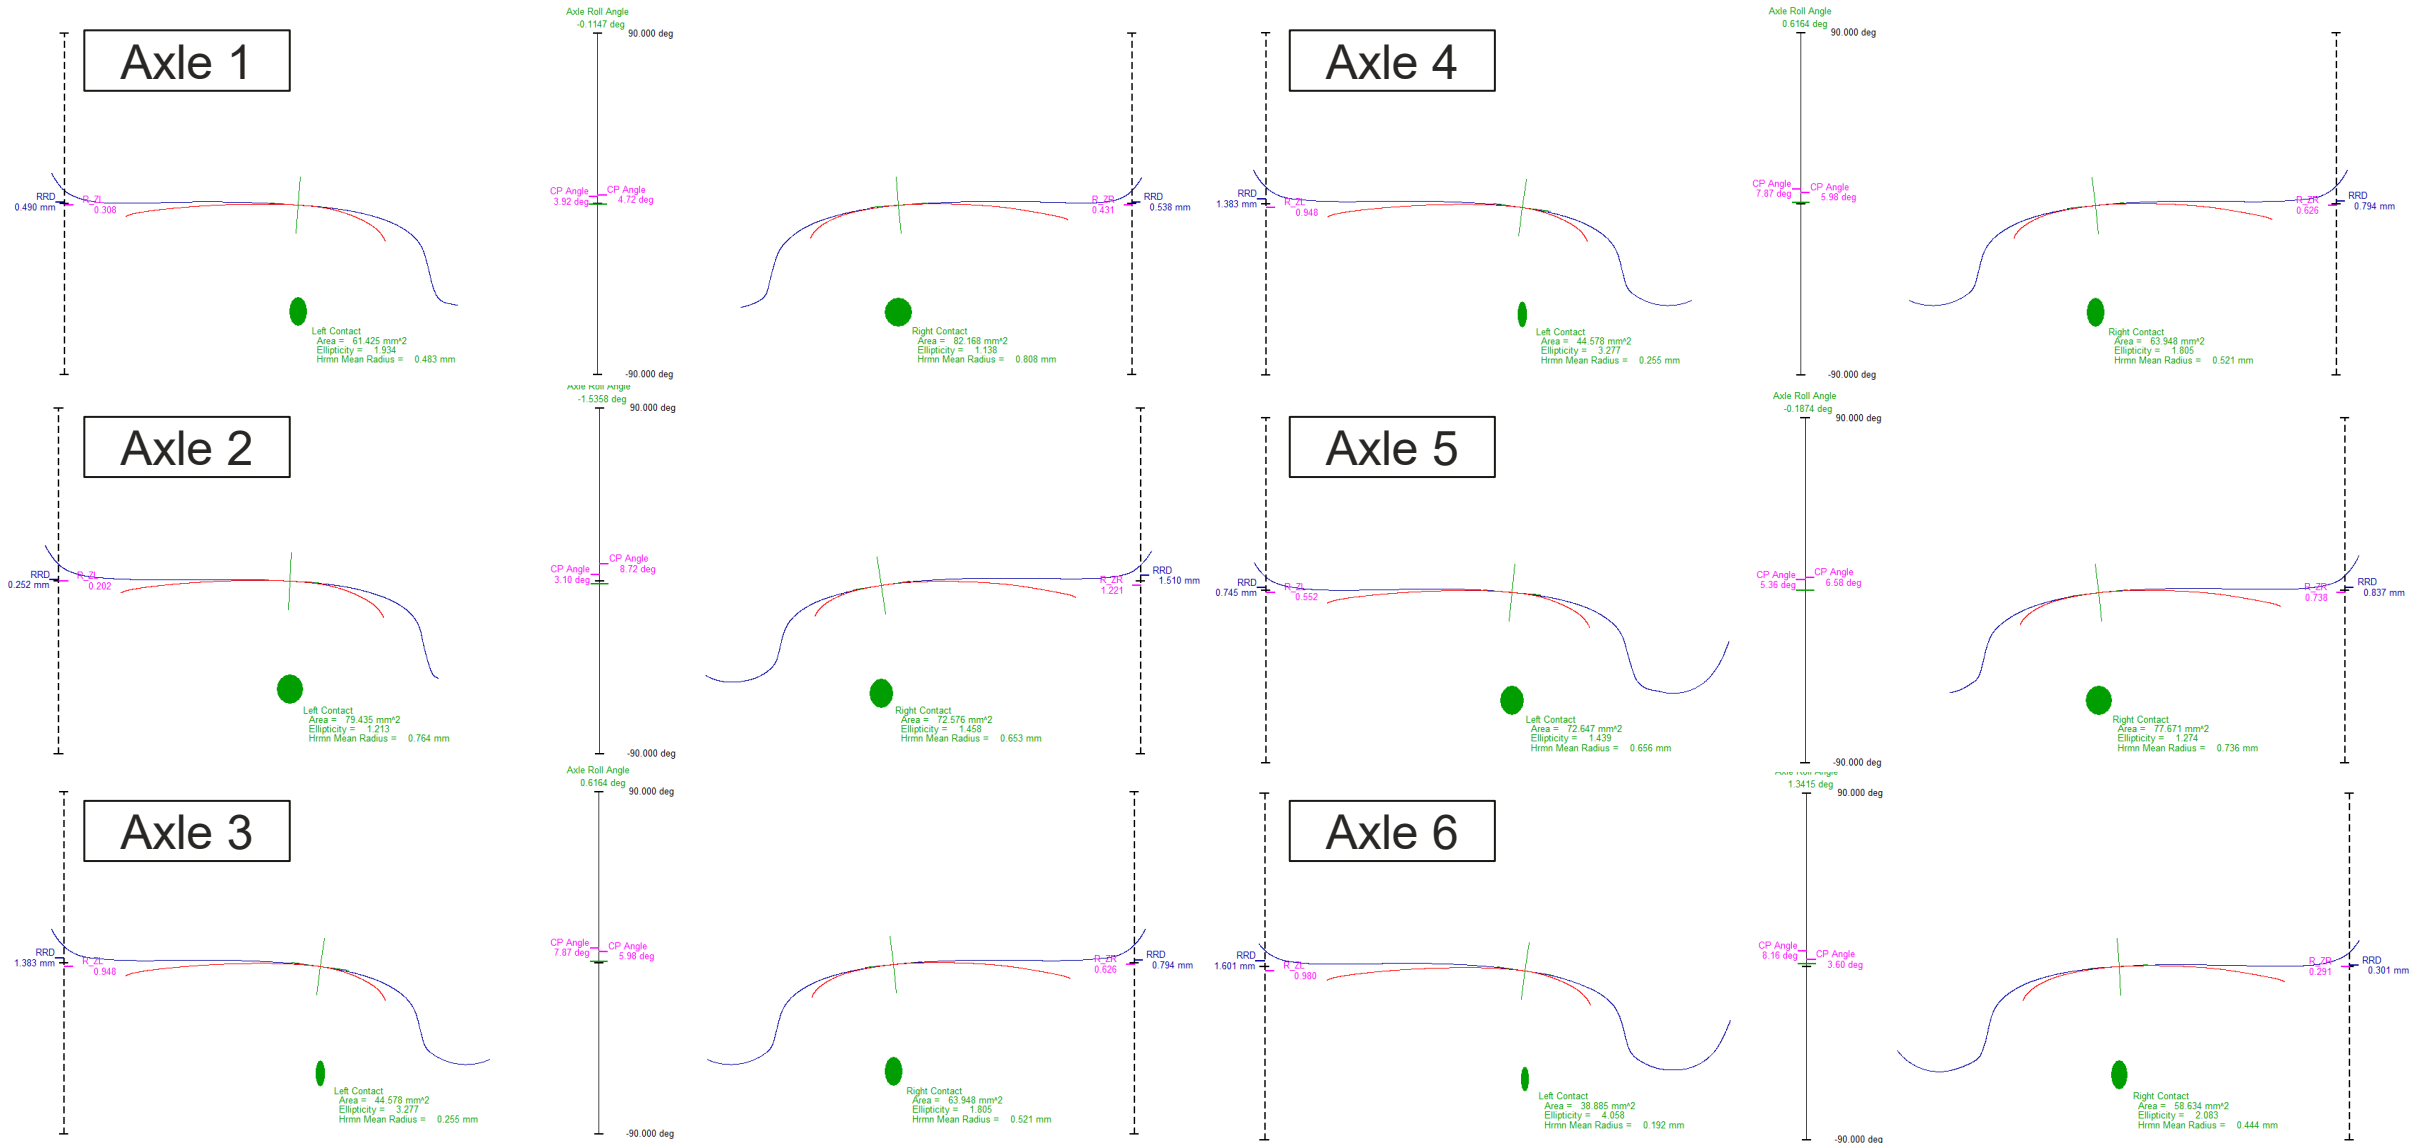 Axle 1
Axle Roll Angle
-0.1147 deg
90.000 deg
RRD
0.490 mm
R_ZL
0.308
CP Angle
3.92 deg
CP Angle
4.72 deg
R_ZR
0.431
RRD
0.538 mm
Left Contact
Area = 61.425 mm^2
Ellipticity = 1.934
Hrmn Mean Radius = 0.483 mm
Right Contact
Area = 82.168 mm^2
Ellipticity = 1.138
Hrmn Mean Radius = 0.808 mm
-90.000 deg
Axle 4
Axle Roll Angle
0.6164 deg
90.000 deg
RRD
1.383 mm
R_ZL
0.948
CP Angle
7.87 deg
CP Angle
5.98 deg
R_ZR
0.626
RRD
0.794 mm
Left Contact
Area = 44.578 mm^2
Ellipticity = 3.277
Hrmn Mean Radius = 0.255 mm
Right Contact
Area = 63.948 mm^2
Ellipticity = 1.805
Hrmn Mean Radius = 0.521 mm
-90.000 deg
Axle 2
Axle Roll Angle
-1.5358 deg
90.000 deg
RRD
0.252 mm
R_ZL
0.202
CP Angle
3.10 deg
CP Angle
8.72 deg
R_ZR
1.221
RRD
1.510 mm
Left Contact
Area = 79.435 mm^2
Ellipticity = 1.213
Hrmn Mean Radius = 0.764 mm
Right Contact
Area = 72.576 mm^2
Ellipticity = 1.458
Hrmn Mean Radius = 0.653 mm
-90.000 deg
Axle 5
Axle Roll Angle
-0.1874 deg
90.000 deg
RRD
0.745 mm
R_ZL
0.552
CP Angle
5.36 deg
CP Angle
6.58 deg
R_ZR
0.738
RRD
0.837 mm
Left Contact
Area = 72.647 mm^2
Ellipticity = 1.439
Hrmn Mean Radius = 0.656 mm
Right Contact
Area = 77.671 mm^2
Ellipticity = 1.274
Hrmn Mean Radius = 0.736 mm
-90.000 deg
Axle 3
Axle Roll Angle
0.6164 deg
90.000 deg
RRD
1.383 mm
R_ZL
0.948
CP Angle
7.87 deg
CP Angle
5.98 deg
R_ZR
0.626
RRD
0.794 mm
Left Contact
Area = 44.578 mm^2
Ellipticity = 3.277
Hrmn Mean Radius = 0.255 mm
Right Contact
Area = 63.948 mm^2
Ellipticity = 1.805
Hrmn Mean Radius = 0.521 mm
-90.000 deg
Axle 6
Axle Roll Angle
1.3415 deg
90.000 deg
RRD
1.601 mm
R_ZL
0.980
CP Angle
8.16 deg
CP Angle
3.60 deg
R_ZR
0.291
RRD
0.301 mm
Left Contact
Area = 38.885 mm^2
Ellipticity = 4.058
Hrmn Mean Radius = 0.192 mm
Right Contact
Area = 58.634 mm^2
Ellipticity = 2.083
Hrmn Mean Radius = 0.444 mm
-90.000 deg